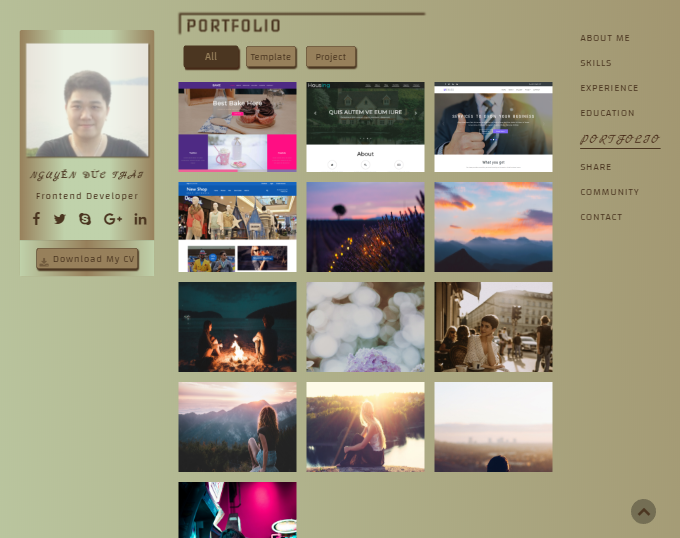 PORTFOLIO
All
Template
Project
NGUYỄN ĐỨC THÁI
Frontend Developer
Download My CV
Best Bake Here
Housing
QUIS AUTEM VE EUM IURE
About
SERVICES TO GROW YOUR BUSINESS
What you get
New Shop
ABOUT ME
SKILLS
EXPERIENCE
EDUCATION
PORTFOLIO
SHARE
COMMUNITY
CONTACT